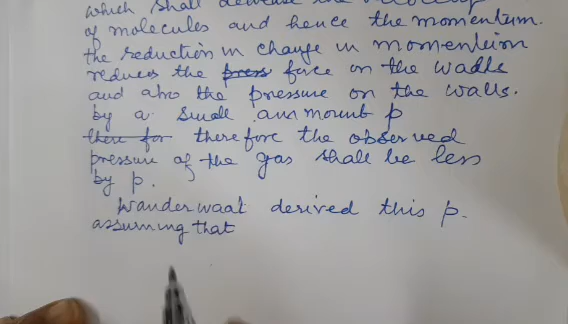 which shall decrease the velocity
of molecules and hence the momentum.
the reduction in change in momentum
reduces the press force on the walls
and also the pressure on the walls.
by a small ammount p
there for therefore the observed
pressure of the gas shall be less
by p.
Wanderwaal derived this p.
assuming that